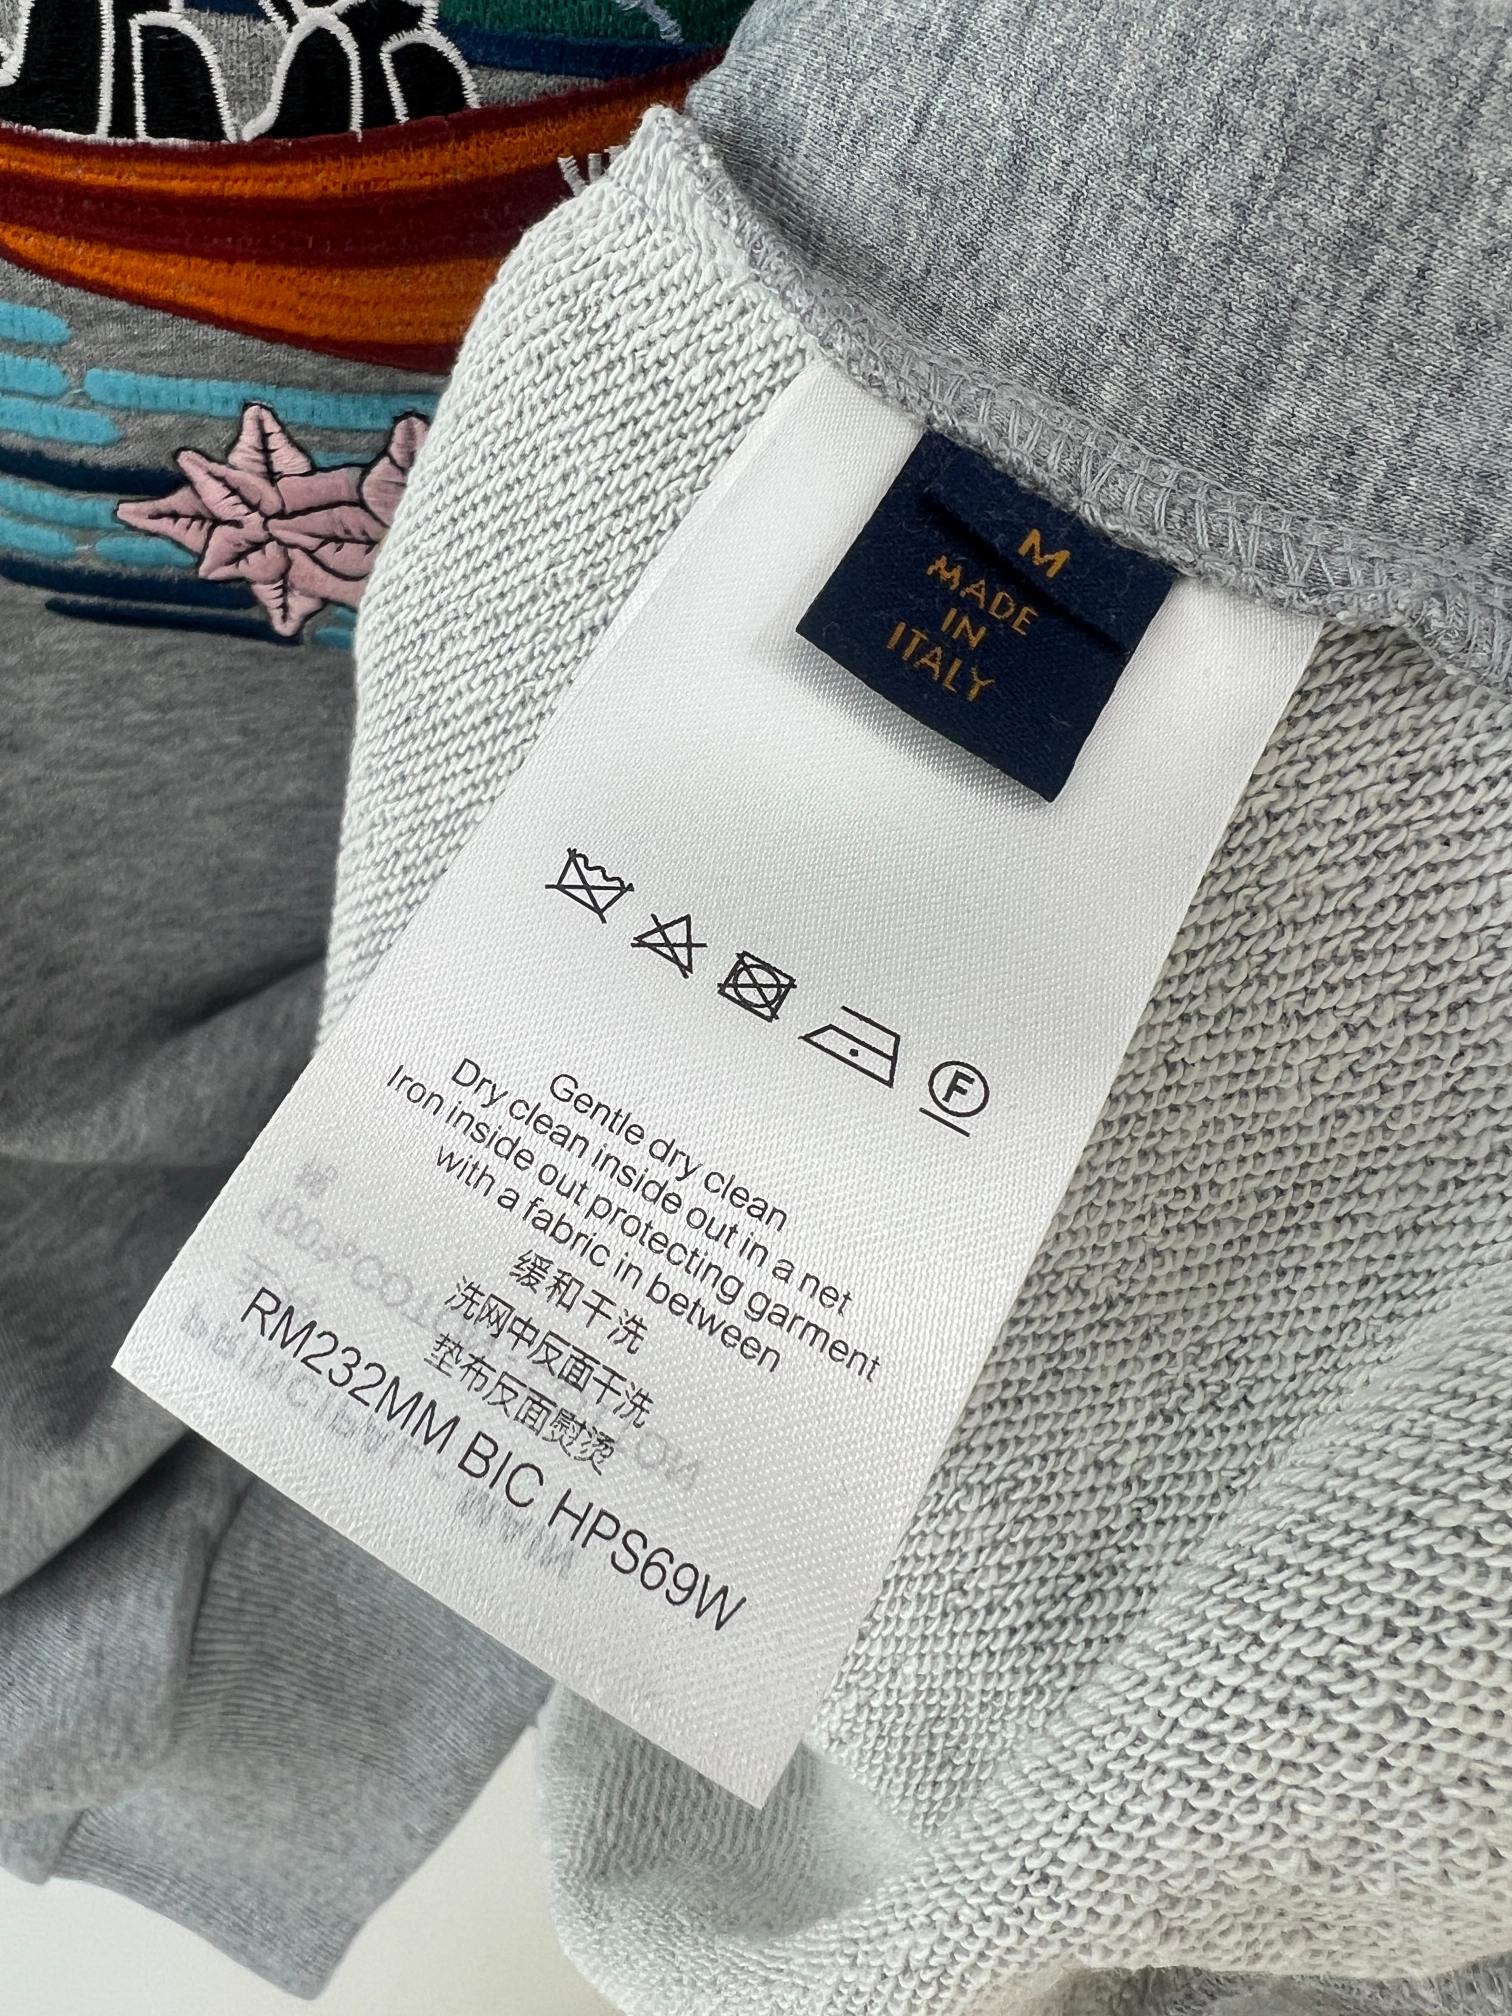 M
MADE
IN
ITALY
F
Gentle dry clean
Dry clean inside out in a net
Iron inside out protecting garment
with a fabric in between
缓和干洗
洗网中反面干洗
垫布反面熨烫
RM232MM BIC HPS69W